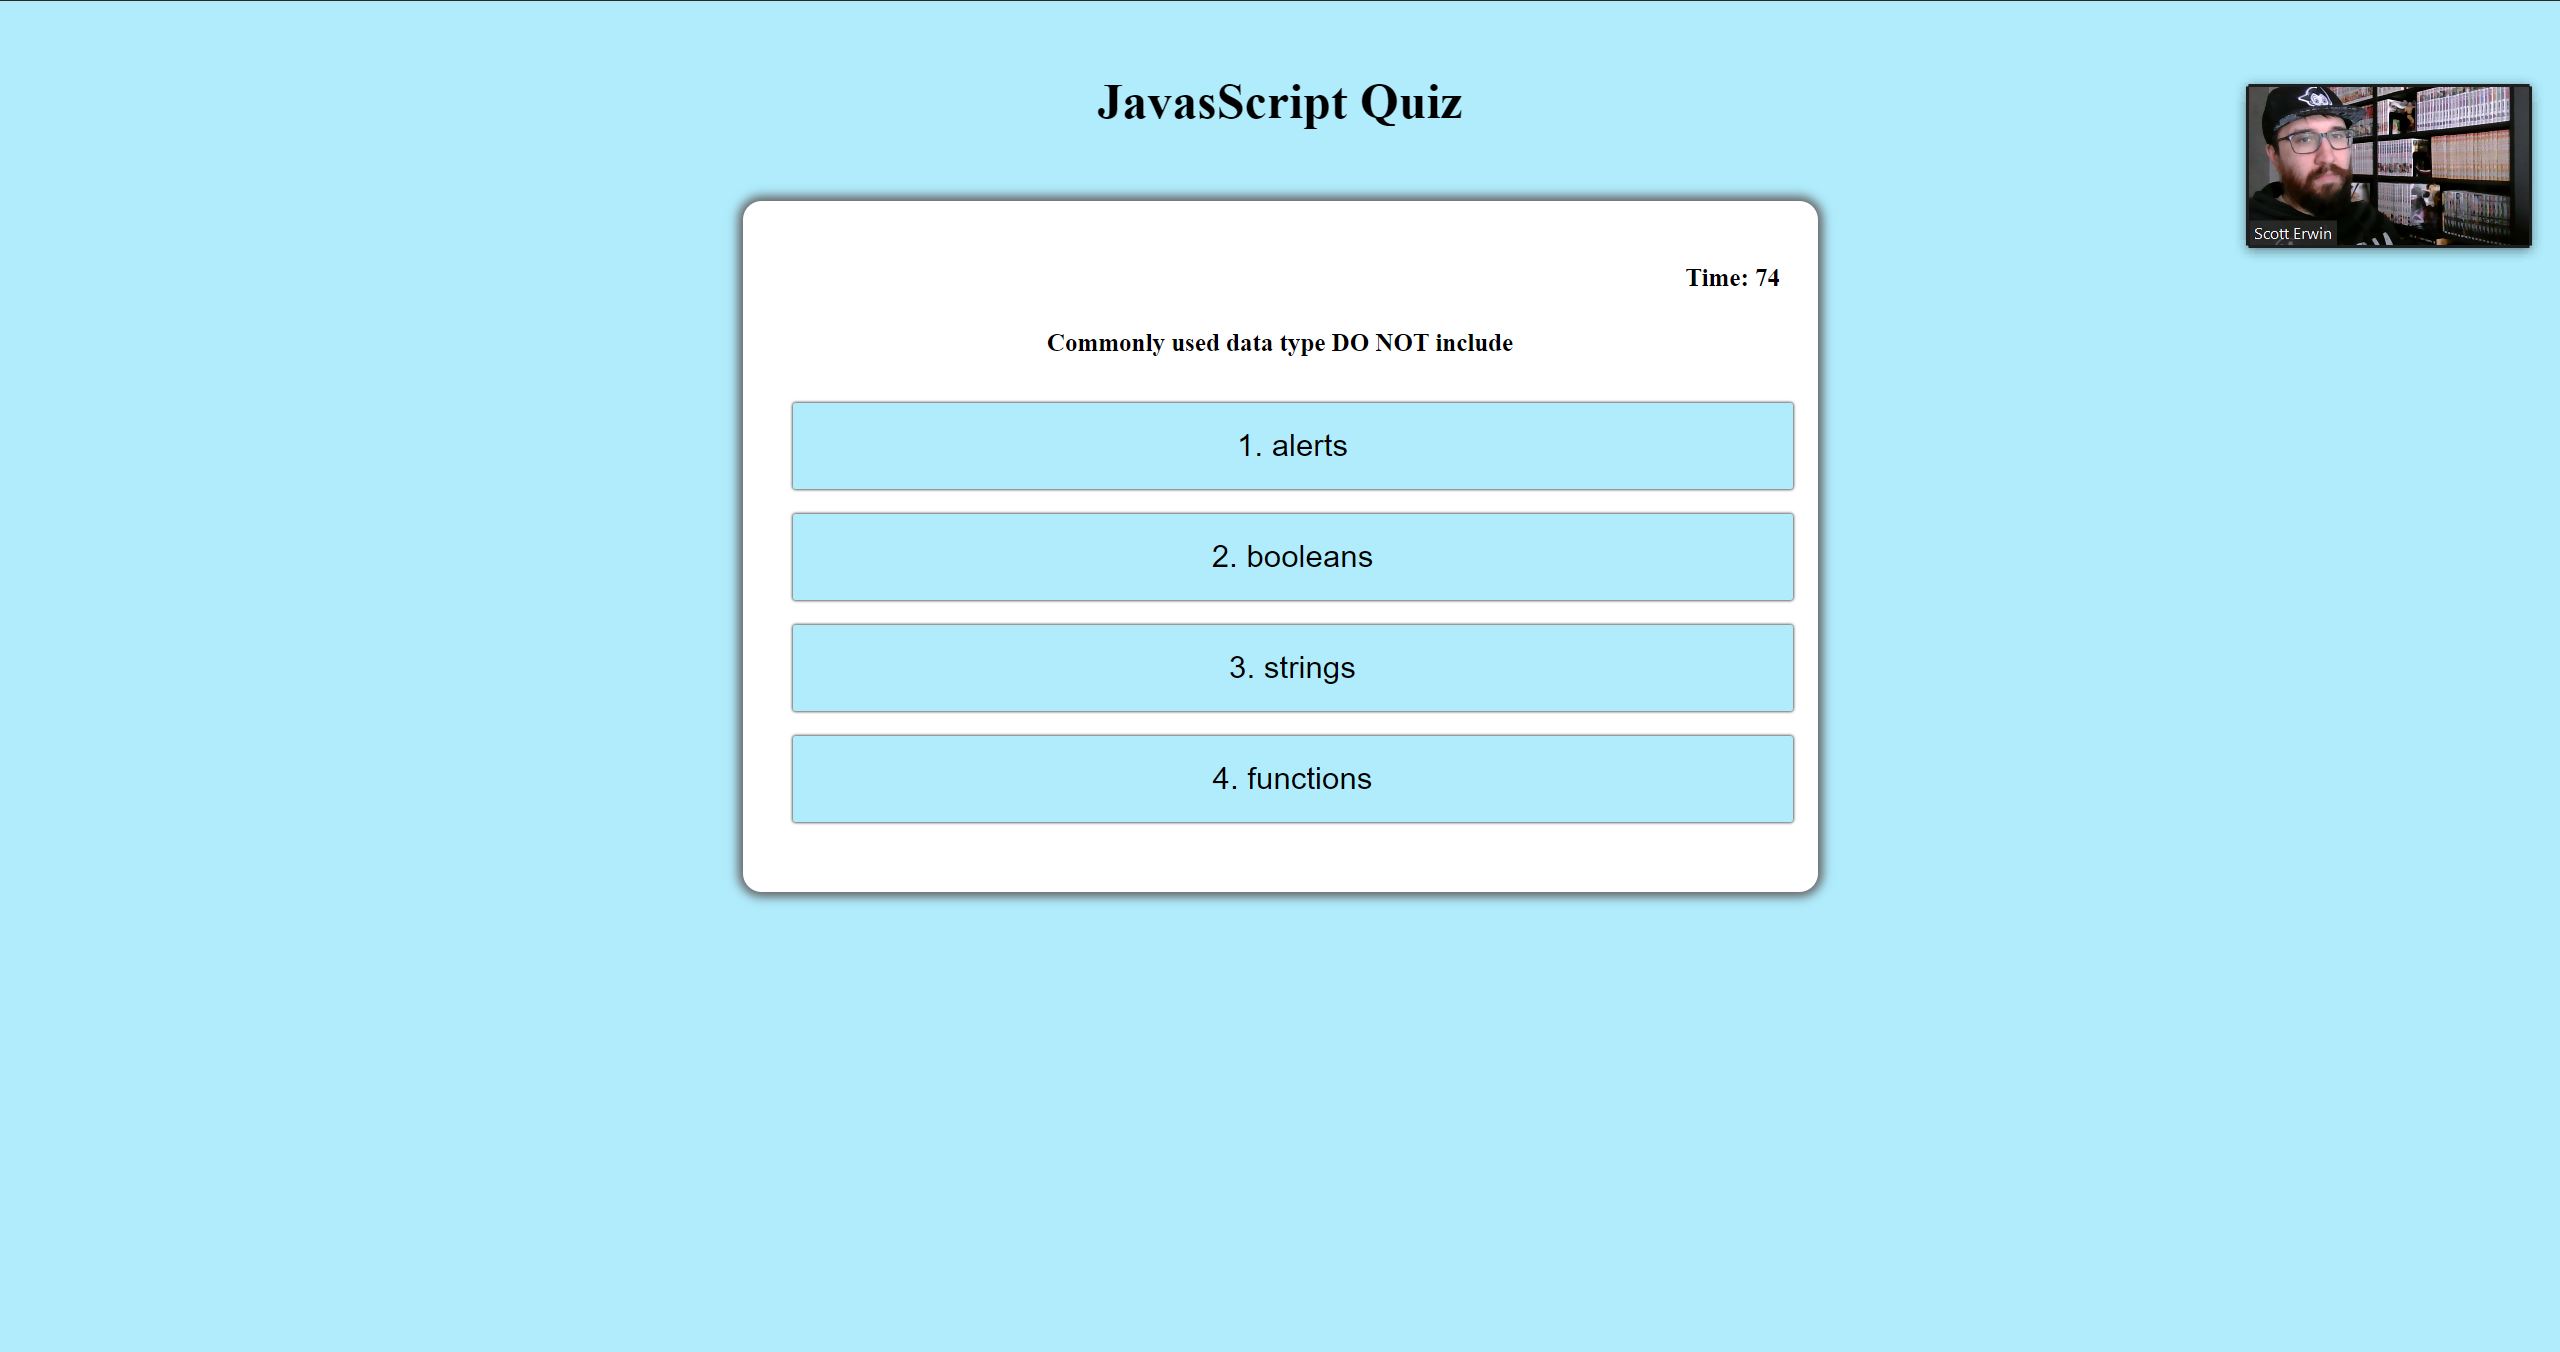 JavasScript Quiz
Scott Erwin
Time: 74
Commonly used data type DO NOT include
1. alerts
2. booleans
3. strings
4. functions